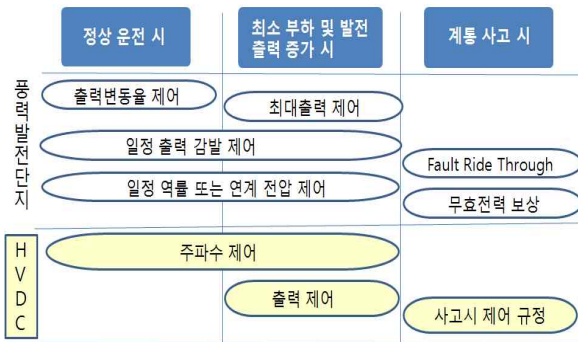 정상 운전 시
최소 부하 및 발전
출력 증가 시
계통 사고 시
풍력발전단지
출력변동율 제어
최대출력 제어
일정 출력 감발 제어
Fault Ride Through
일정 역률 또는 연계 전압 제어
무효전력 보상
HVDC
주파수 제어
출력 제어
사고시 제어 규정